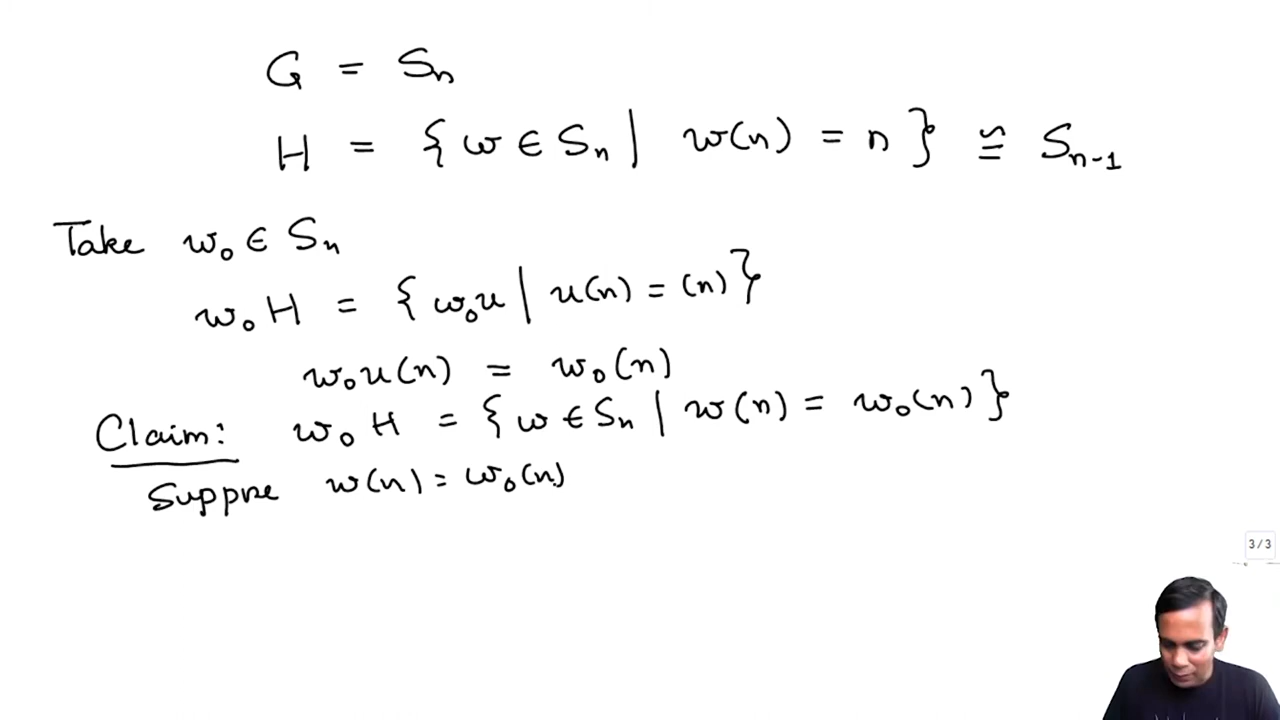 G = Sₙ
H = { w ∈ Sₙ | w(n) = n } ≅ Sₙ₋₁
Take w₀ ∈ Sₙ
w₀H = { w₀u | u(n) = (n) }
w₀u(n) = w₀(n)
Claim: w₀H = { w ∈ Sₙ | w(n) = w₀(n) }
Suppose w(n) = w₀(n)
3/3